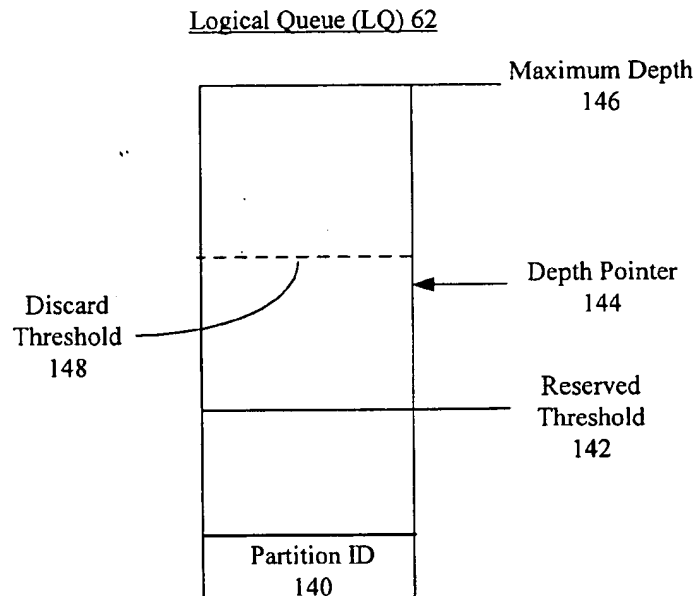 Logical Queue (LQ) 62
Maximum Depth
146
Depth Pointer
144
Discard
Threshold
148
Reserved
Threshold
142
Partition ID
140